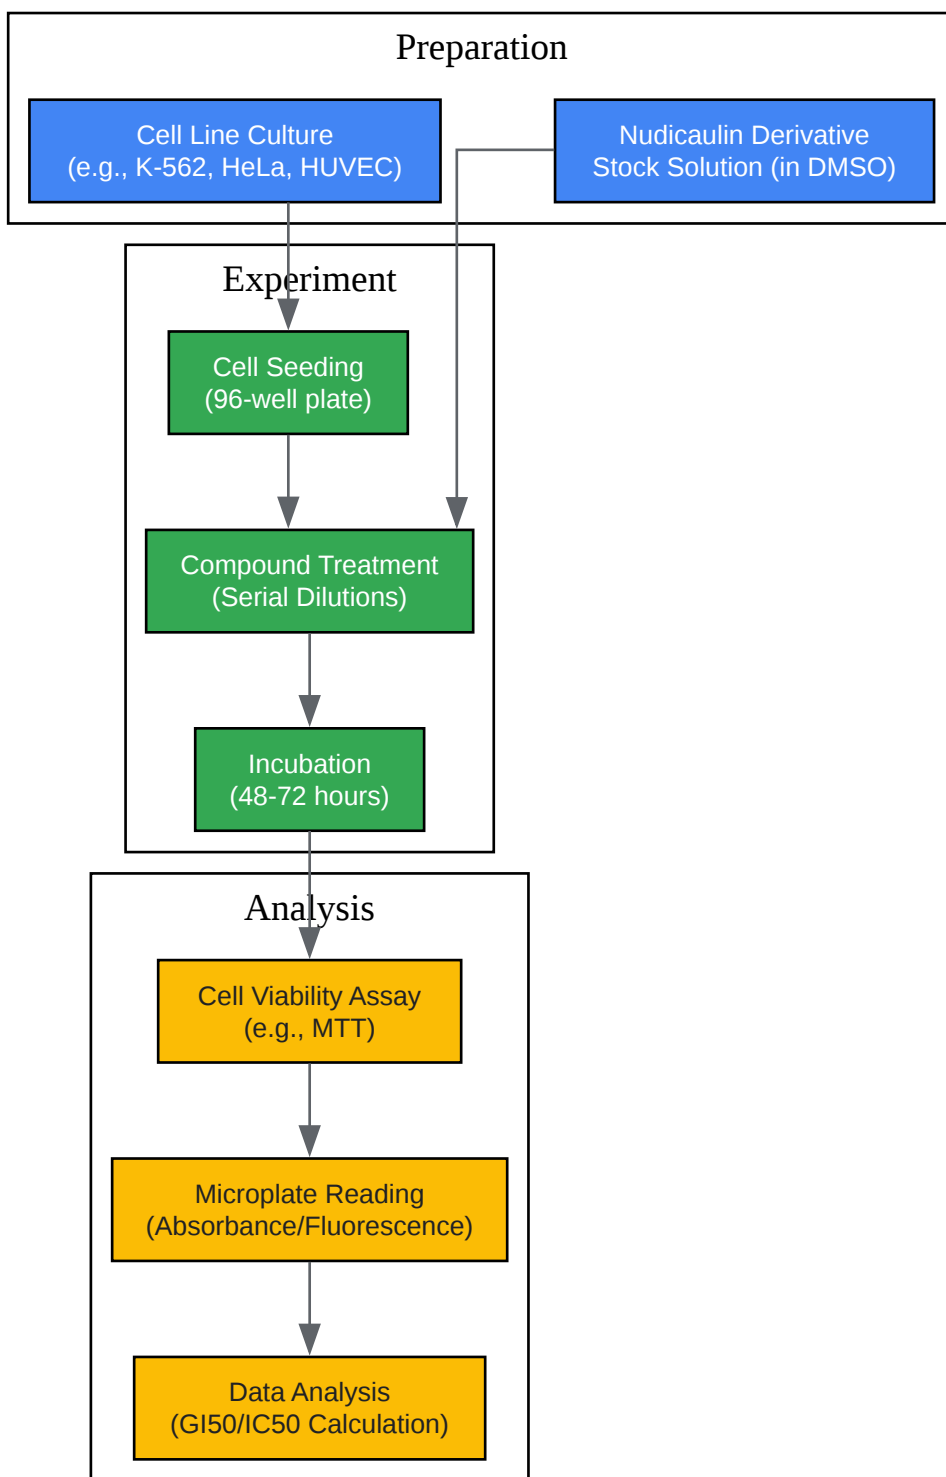 Preparation
Cell Line Culture
(e.g., K-562, HeLa, HUVEC)
Nudicaulin Derivative
Stock Solution (in DMSO)
Experiment
Cell Seeding
(96-well plate)
Compound Treatment
(Serial Dilutions)
Incubation
(48-72 hours)
Analysis
Cell Viability Assay
(e.g., MTT)
Microplate Reading
(Absorbance/Fluorescence)
Data Analysis
(GI50/IC50 Calculation)